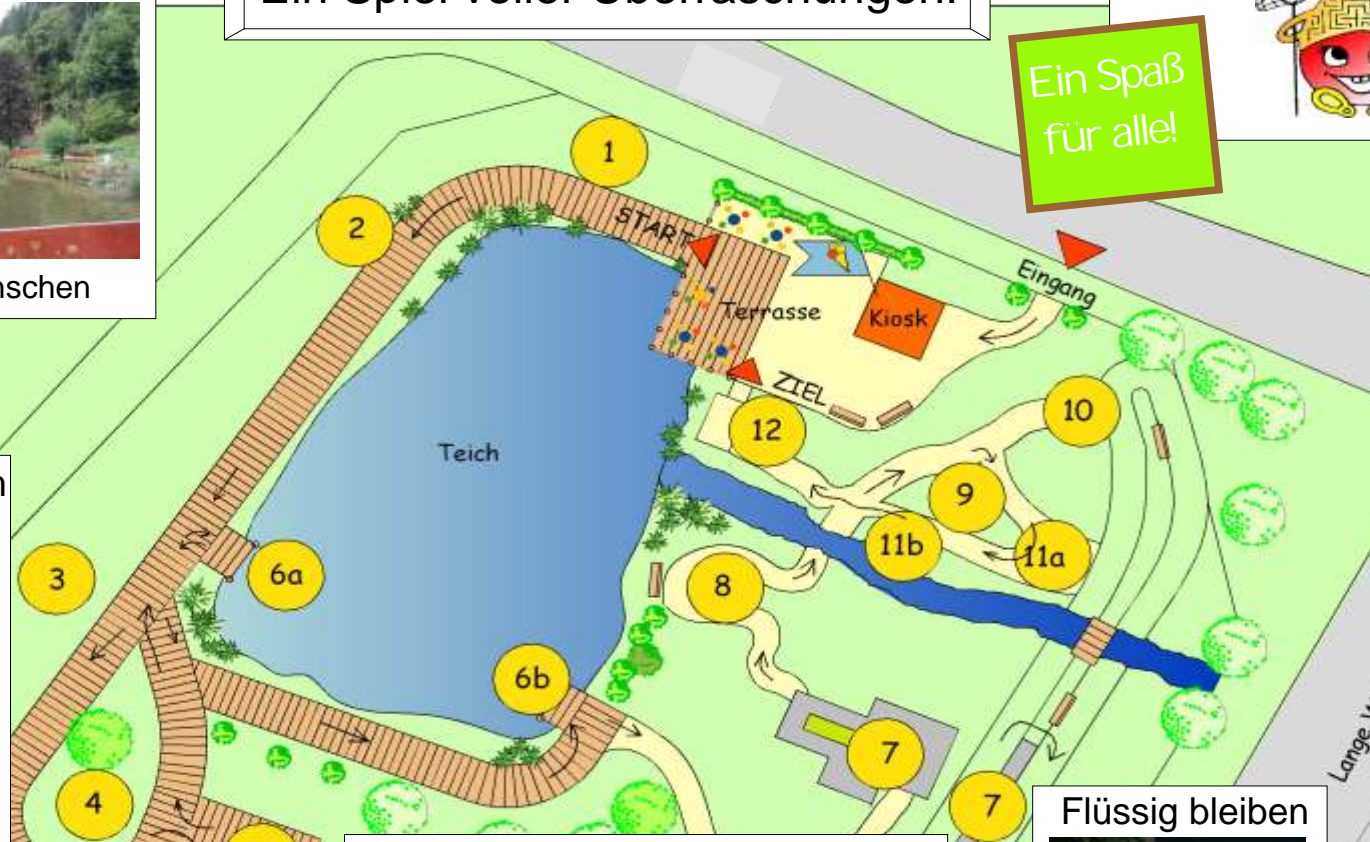 Ein Spaß
für alle!
1
2
START
Eingang
Terrasse
Kiosk
ZIEL
10
12
Teich
9
11b
11a
3
6a
8
6b
7
7
4
Flüssig bleiben